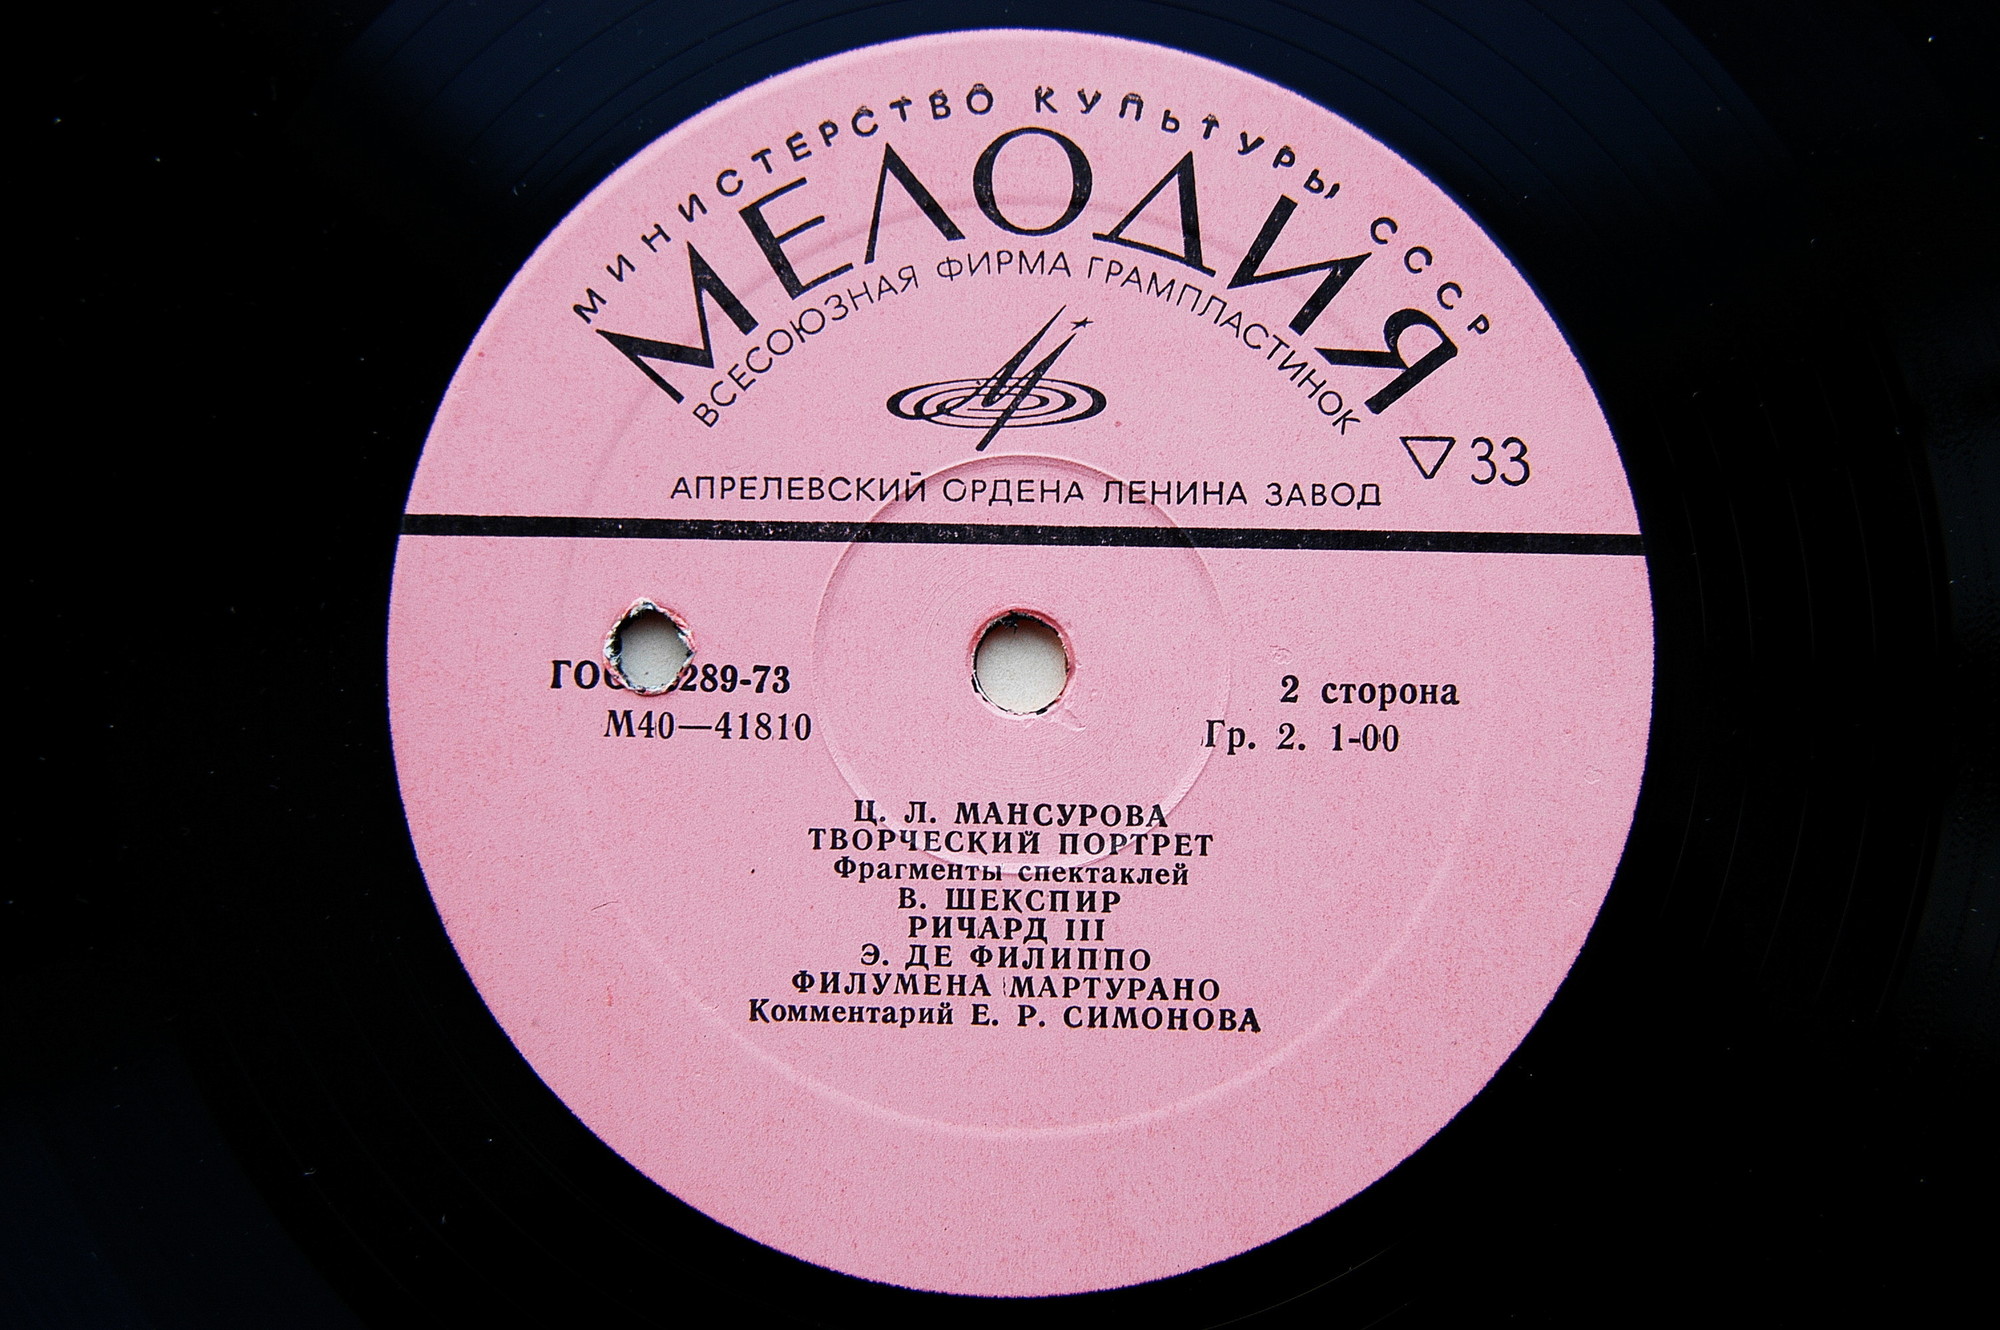 МИНИСТЕРСТВО КУЛЬТУРЫ СССР
МЕЛОДИЯ
ВСЕСОЮЗНАЯ ФИРМА ГРАМПЛАСТИНОК
33
АПРЕЛЕВСКИЙ ОРДЕНА ЛЕНИНА ЗАВОД
289-73
2 сторона
М40—41810
Гр. 2. 1-00
Ц. Л. МАНСУРОВА
ТВОРЧЕСКИЙ ПОРТРЕТ
Фрагменты спектаклей
В. ШЕКСПИР
РИЧАРД III
Э. ДЕ ФИЛИППО
ФИЛУМЕНА МАРТУРАНО
Комментарий Е. Р. СИМОНОВА